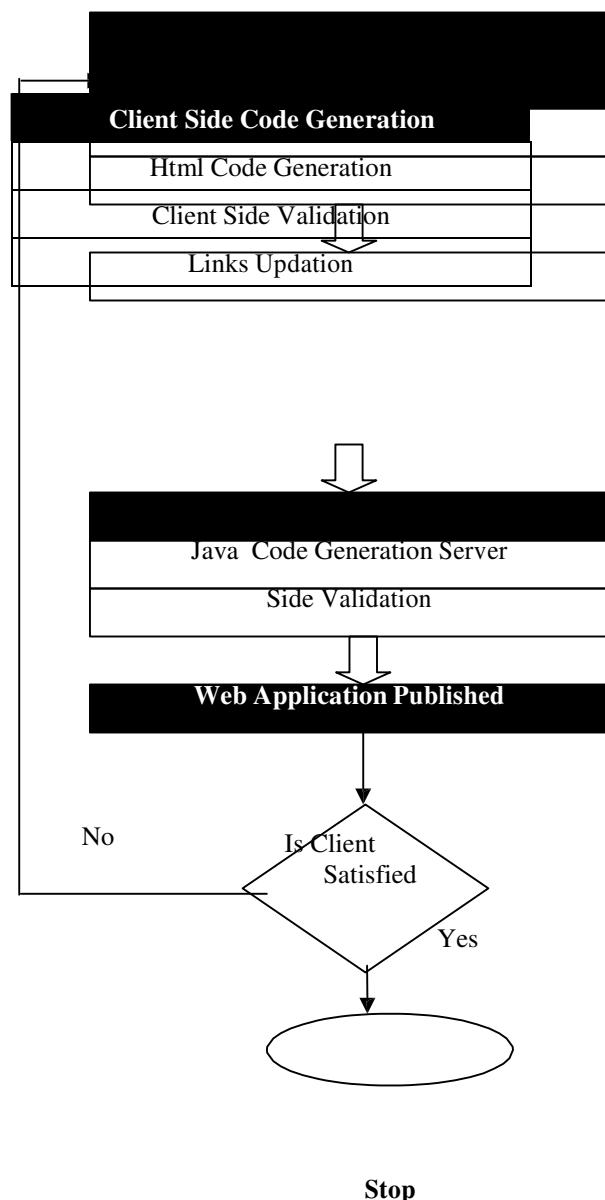 Client Side Code Generation
Html Code Generation
Client Side Validation
Links Updation
Java Code Generation Server
Side Validation
Web Application Published
No
Is Client
Satisfied
Yes
Stop